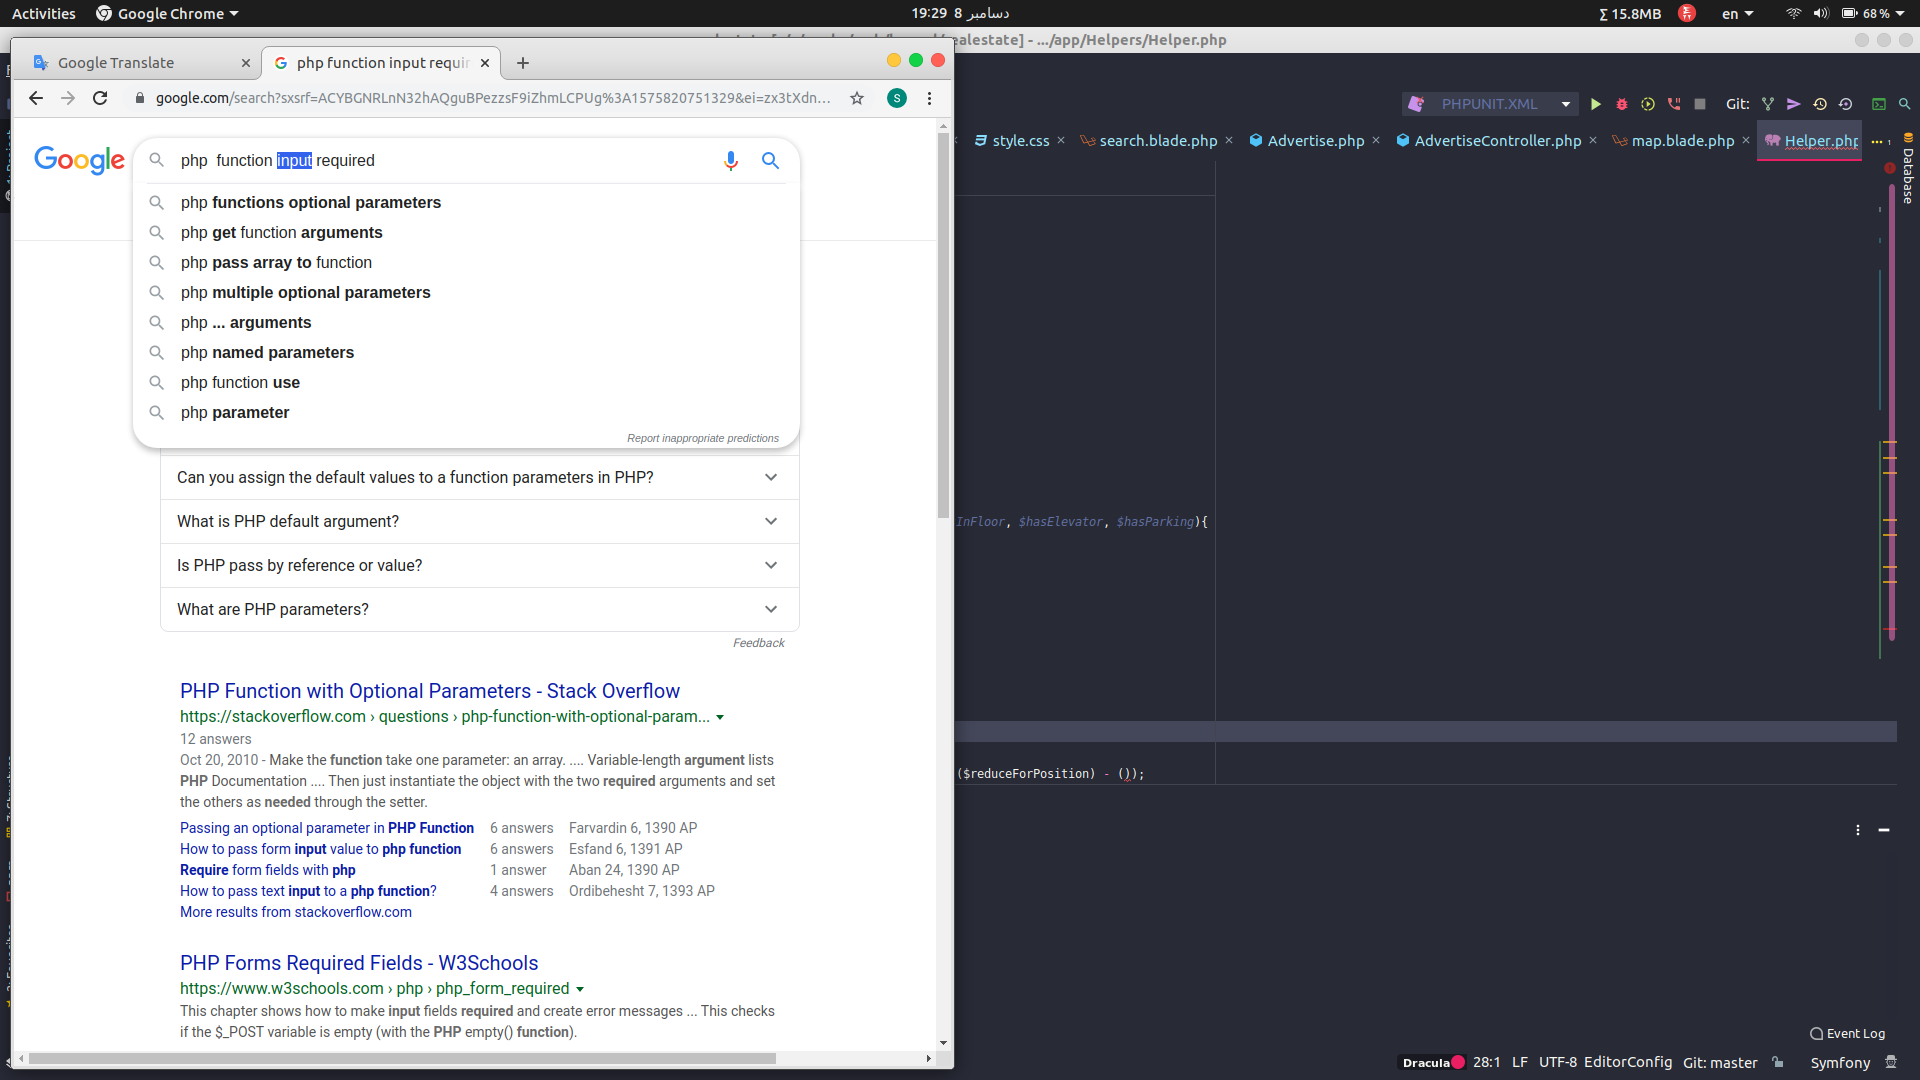 Activities
Google Chrome
19:29  8 دسامبر
∑ 15.8MB
en
68 %
ealestate] - .../app/Helpers/Helper.php
Google Translate
php function input requir
google.com/search?sxsrf=ACYBGNRLnN32hAQguBPezzsF9iZhmLCPUg%3A1575820751329&ei=zx3tXdn...
S
Google
php  function input required
php functions optional parameters
php get function arguments
php pass array to function
php multiple optional parameters
php ... arguments
php named parameters
php function use
php parameter
Report inappropriate predictions
Can you assign the default values to a function parameters in PHP?
What is PHP default argument?
Is PHP pass by reference or value?
What are PHP parameters?
Feedback
PHP Function with Optional Parameters - Stack Overflow
https://stackoverflow.com › questions › php-function-with-optional-param...
12 answers
Oct 20, 2010 - Make the function take one parameter: an array. .... Variable-length argument lists
PHP Documentation .... Then just instantiate the object with the two required arguments and set
the others as needed through the setter.
Passing an optional parameter in PHP Function 6 answers Farvardin 6, 1390 AP
How to pass form input value to php function 6 answers Esfand 6, 1391 AP
Require form fields with php 1 answer Aban 24, 1390 AP
How to pass text input to a php function? 4 answers Ordibehesht 7, 1393 AP
More results from stackoverflow.com
PHP Forms Required Fields - W3Schools
https://www.w3schools.com › php › php_form_required
This chapter shows how to make input fields required and create error messages ... This checks
if the $_POST variable is empty (with the PHP empty() function).
PHPUNIT.XML
Git:
style.css
search.blade.php
Advertise.php
AdvertiseController.php
map.blade.php
Helper.php
1
Database
InFloor, $hasElevator, $hasParking){
($reduceForPosition) - ());
Event Log
Dracula
28:1 LF UTF-8 EditorConfig Git: master
Symfony